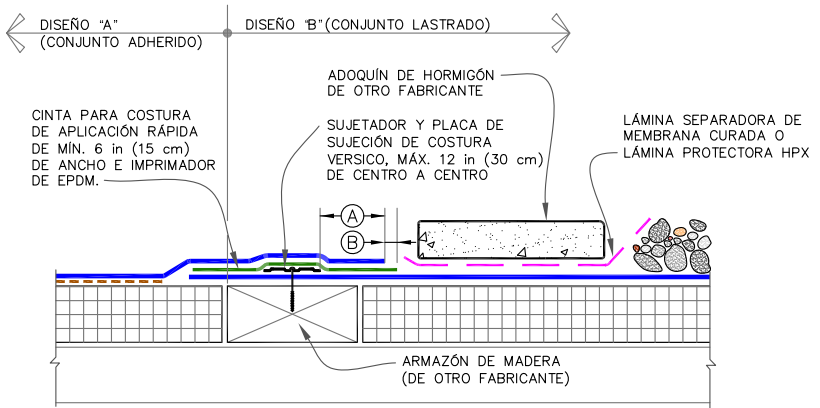 DISEÑO "A"
(CONJUNTO ADHERIDO)
DISEÑO "B"(CONJUNTO LASTRADO)
ADOQUÍN DE HORMIGÓN
DE OTRO FABRICANTE
CINTA PARA COSTURA
DE APLICACIÓN RÁPIDA
DE MÍN. 6 in (15 cm)
DE ANCHO E IMPRIMADOR
DE EPDM.
SUJETADOR Y PLACA DE
SUJECIÓN DE COSTURA
VERSICO, MÁX. 12 in (30 cm)
DE CENTRO A CENTRO
LÁMINA SEPARADORA DE
MEMBRANA CURADA O
LÁMINA PROTECTORA HPX
A
B
ARMAZÓN DE MADERA
(DE OTRO FABRICANTE)